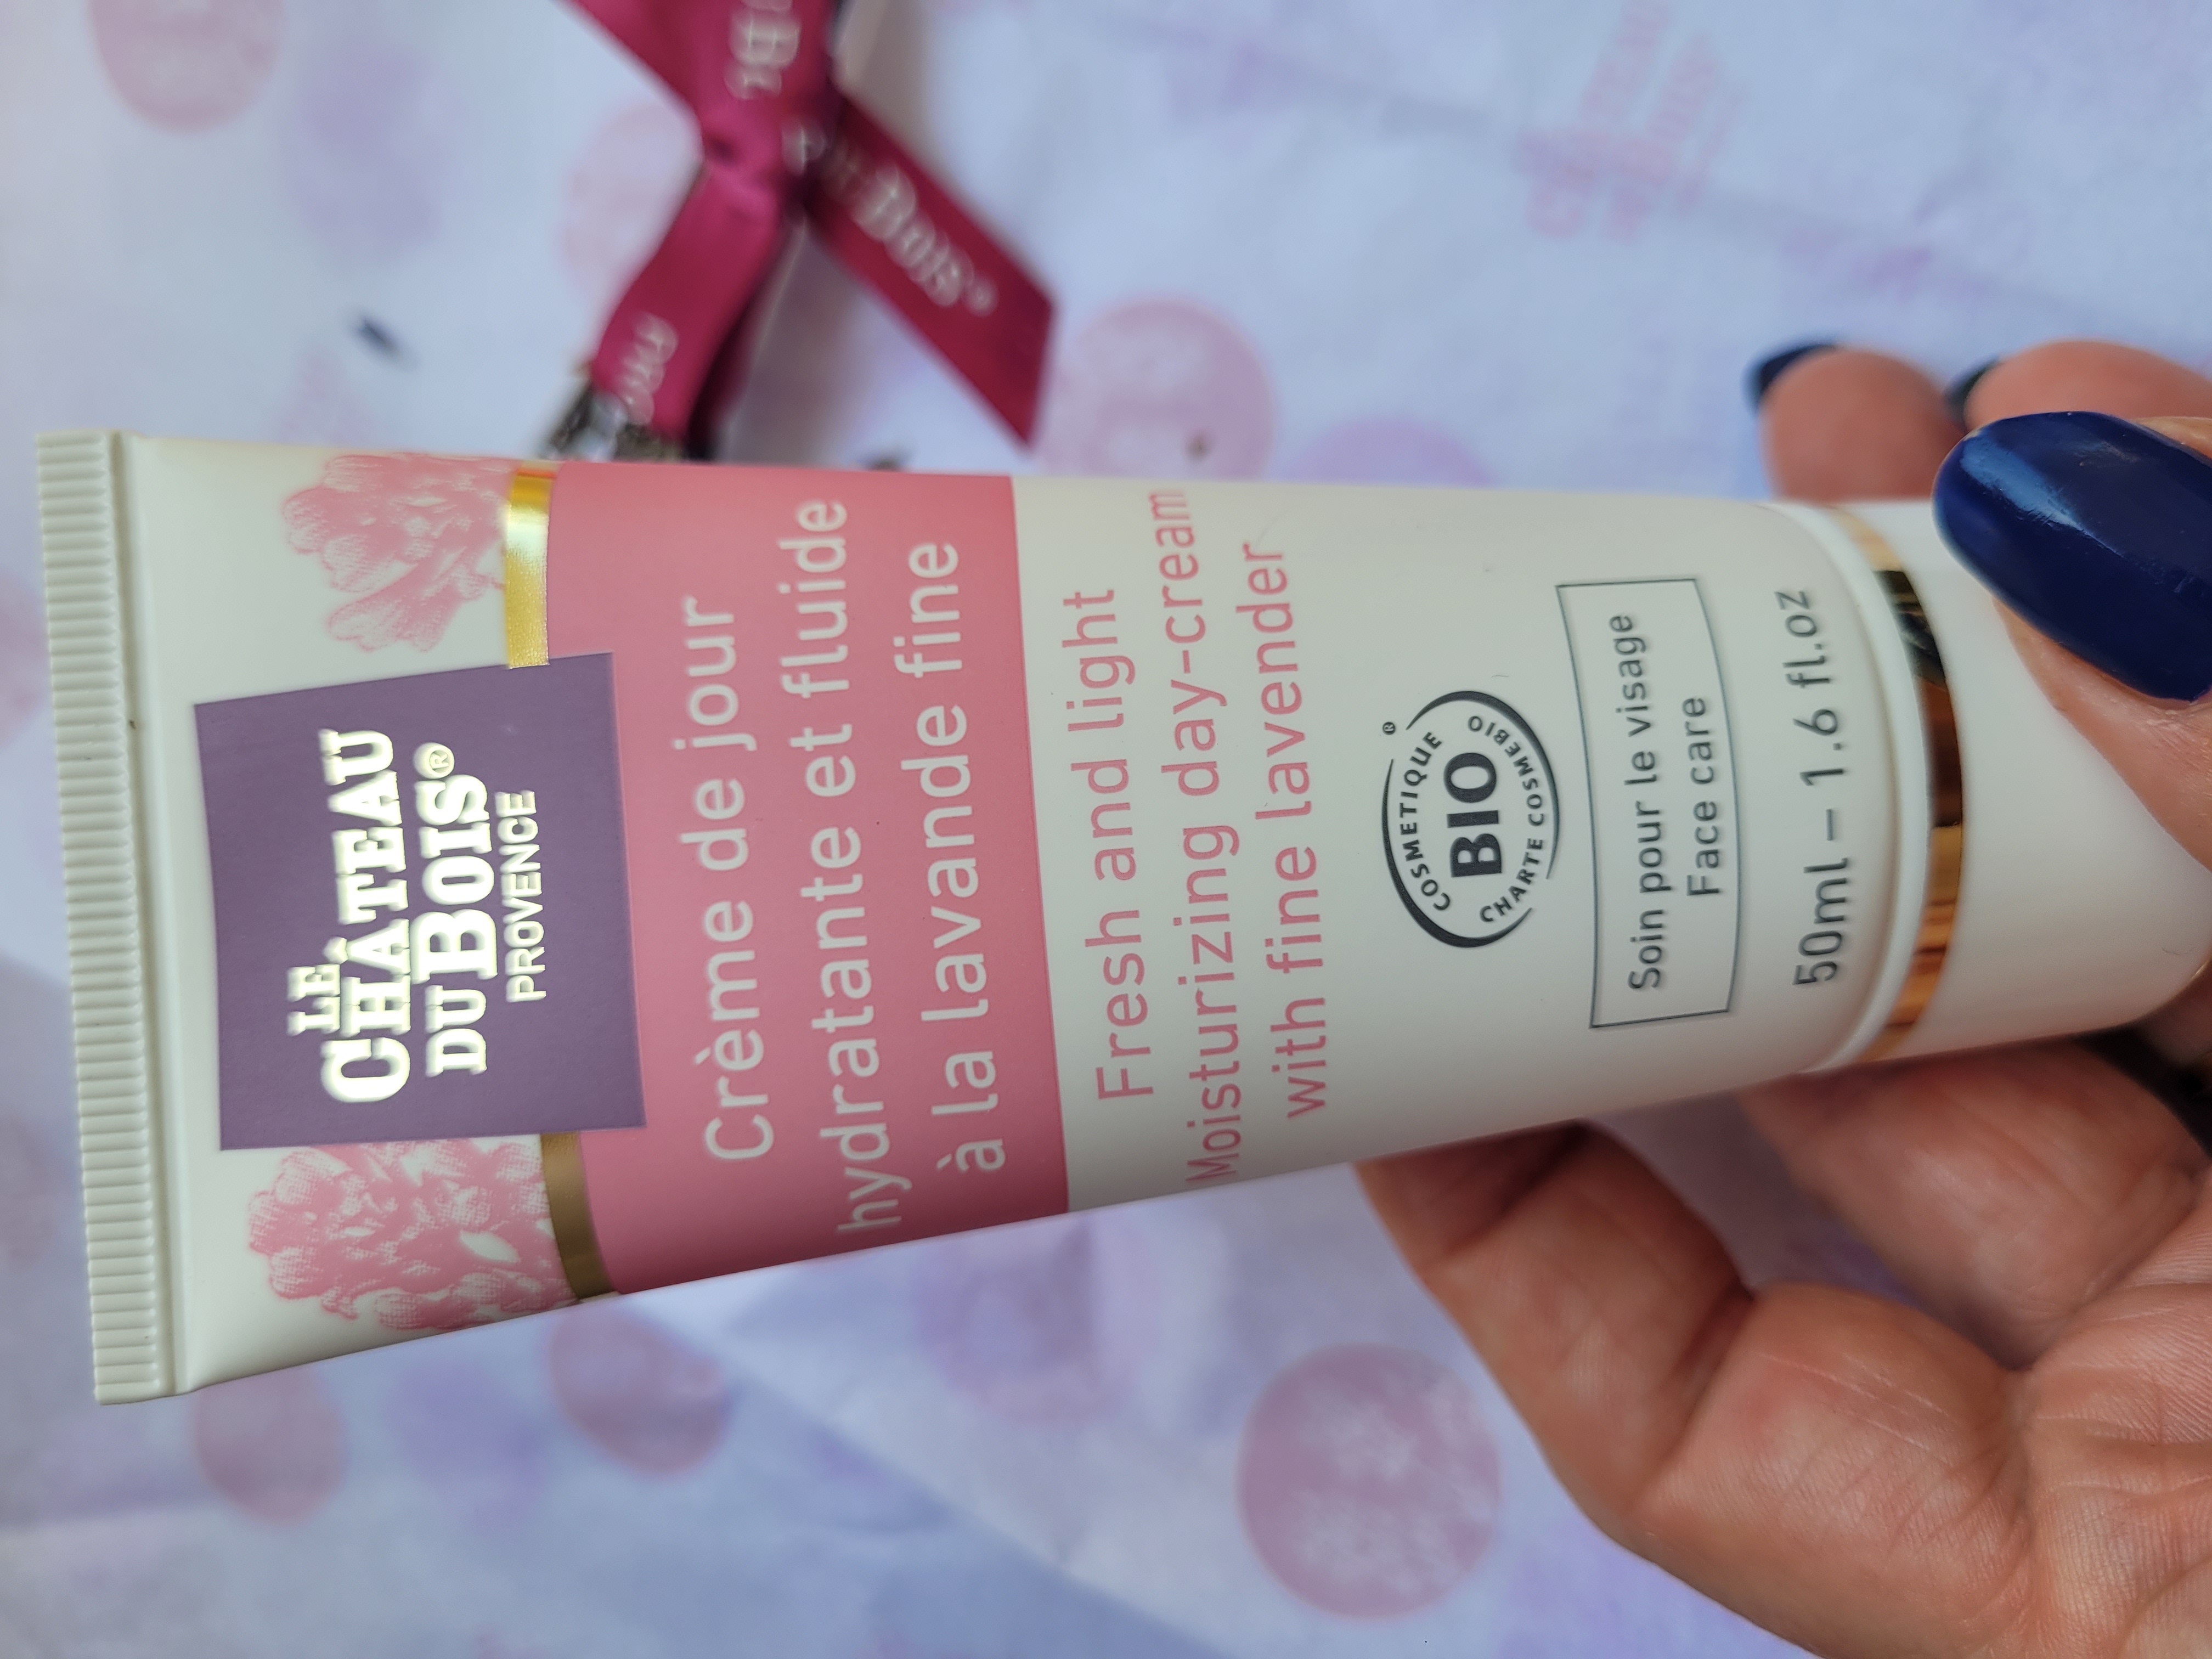 LE
CHÂTEAU
DU BOIS®
PROVENCE
Crème de jour
hydratante et fluide
à la lavande fine
Fresh and light
Moisturizing day-cream
with fine lavender
COSMETIQUE ®
BIO
CHARTE COSMEBIO
Soin pour le visage
Face care
50ml – 1.6 fl.oz
Bois®